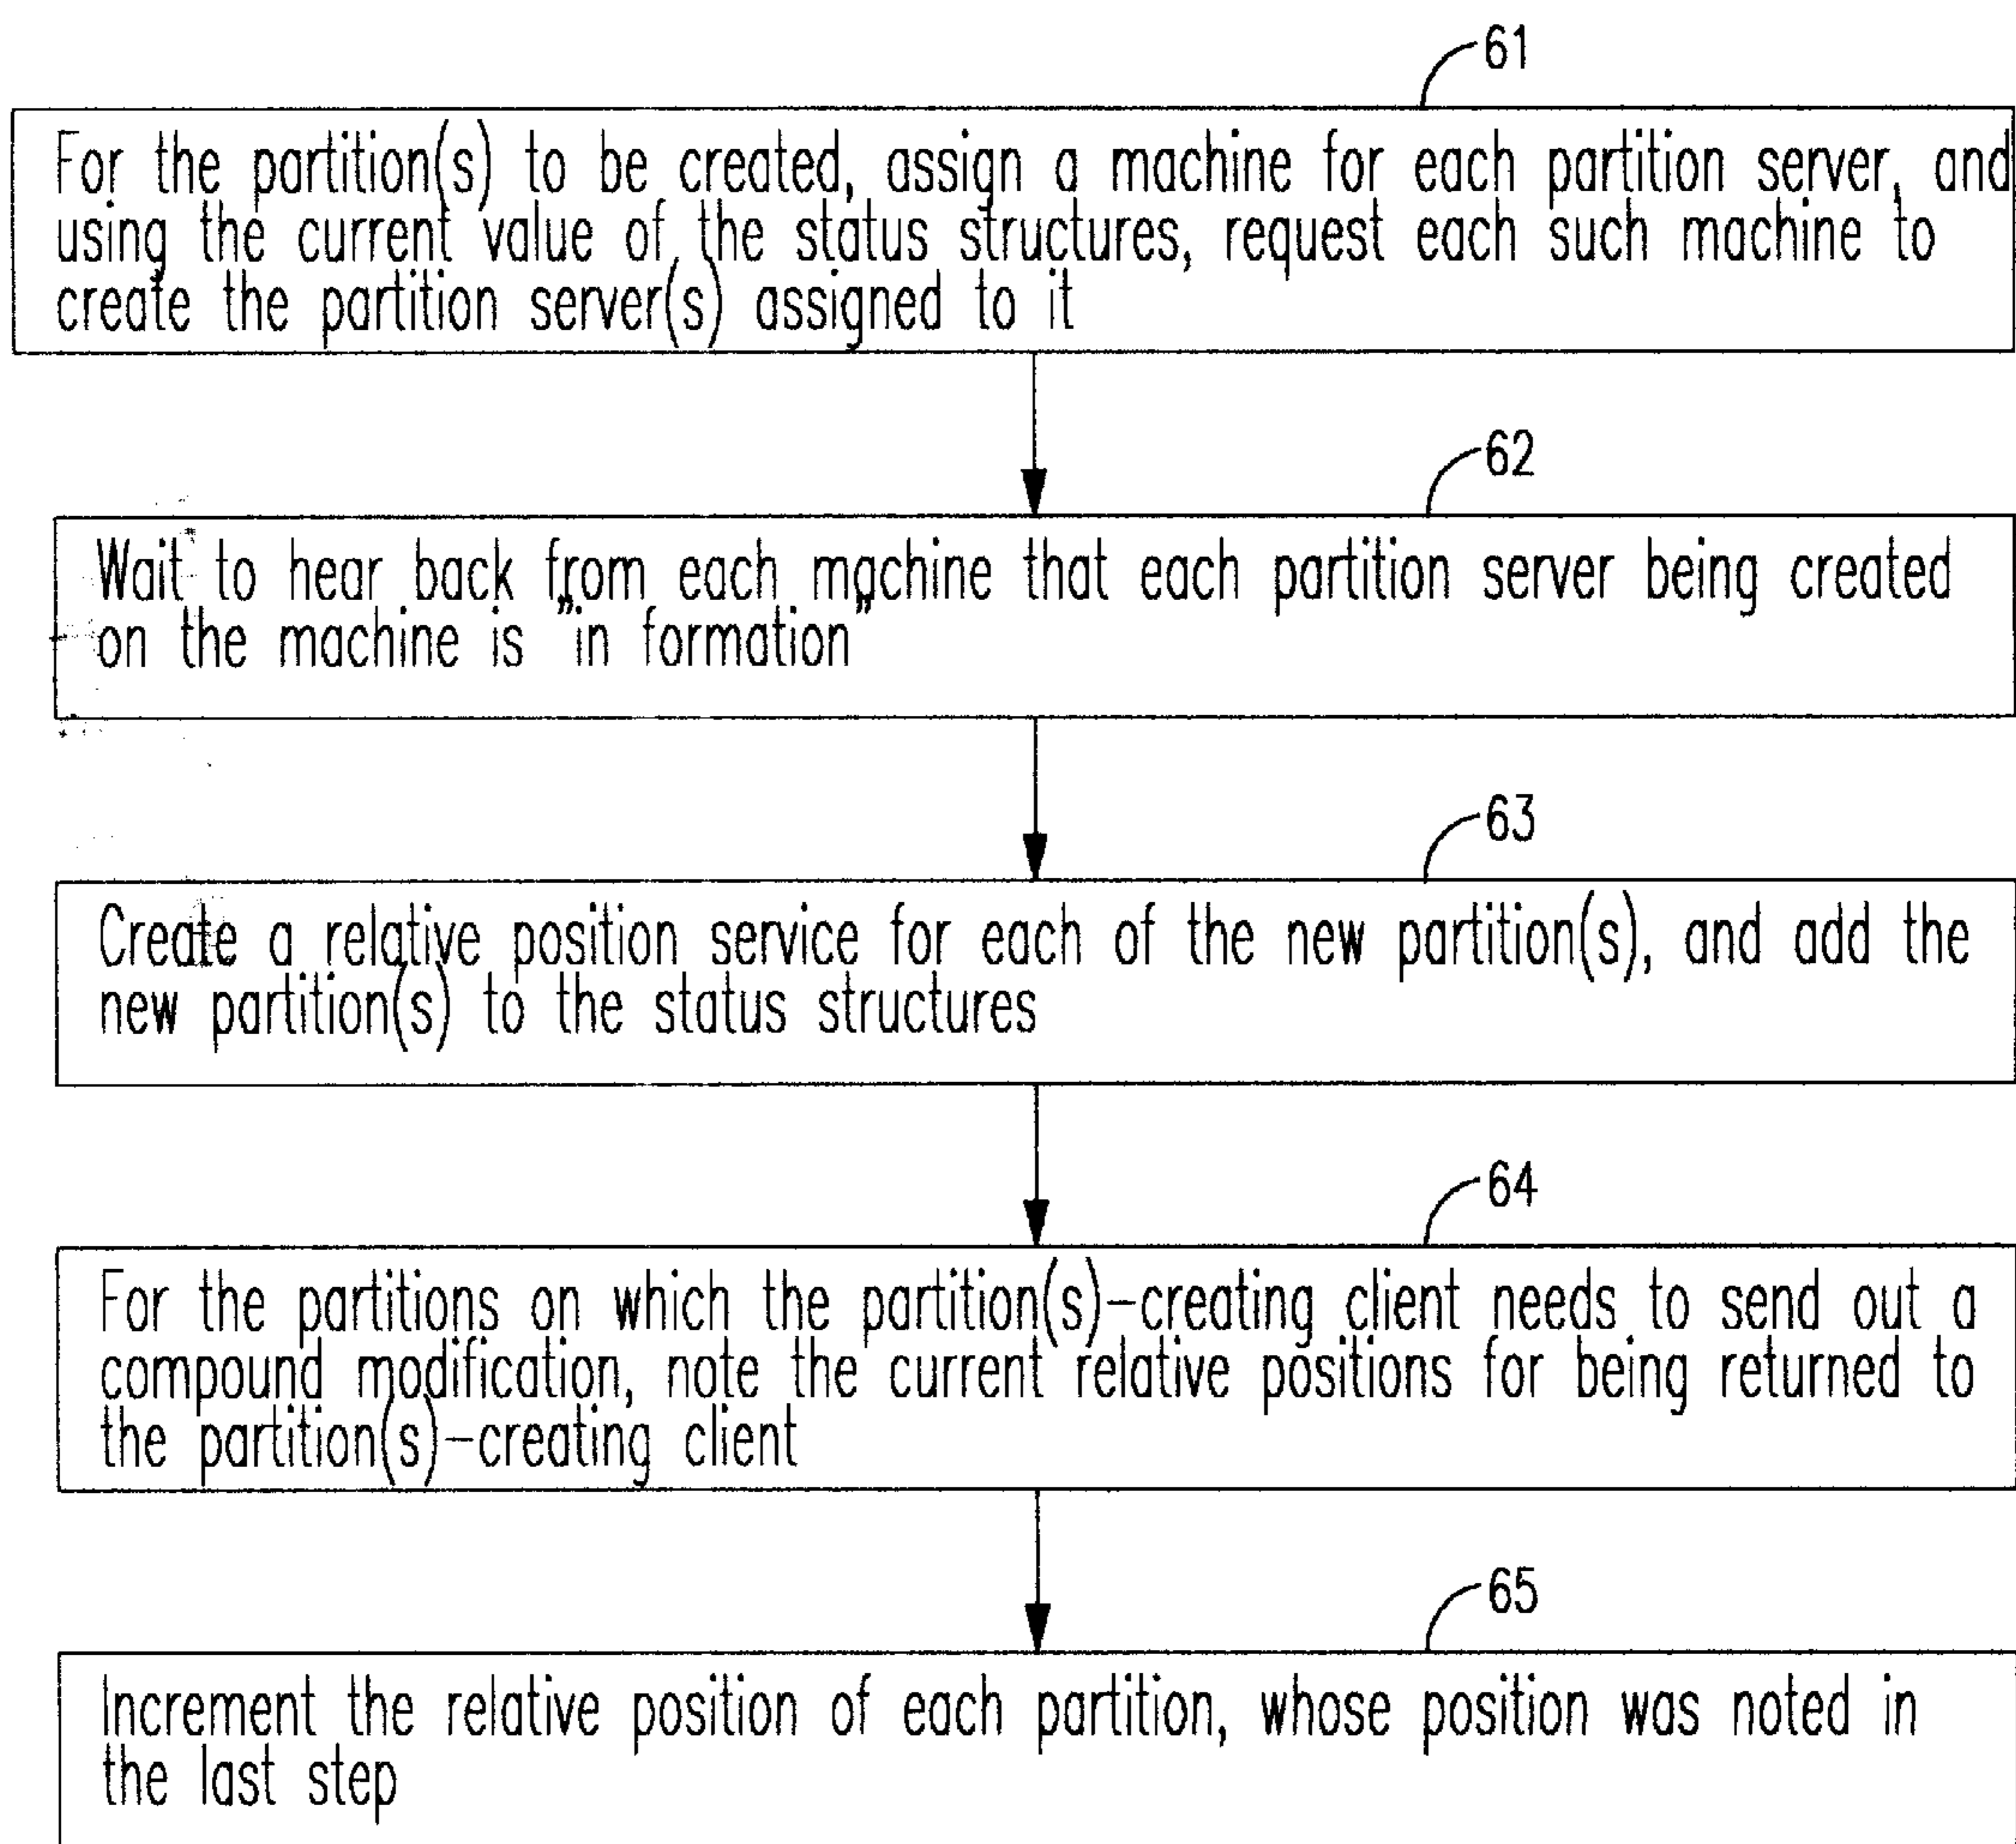 61
For the partition(s) to be created, assign a machine for each partition server, and
using the current value of the status structures, request each such machine to
create the partition server(s) assigned to it
62
Wait to hear back from each machine that each partition server being created
on the machine is "in formation"
63
Create a relative position service for each of the new partition(s), and add the
new partition(s) to the status structures
64
For the partitions on which the partition(s)-creating client needs to send out a
compound modification, note the current relative positions for being returned to
the partition(s)-creating client
65
Increment the relative position of each partition, whose position was noted in
the last step